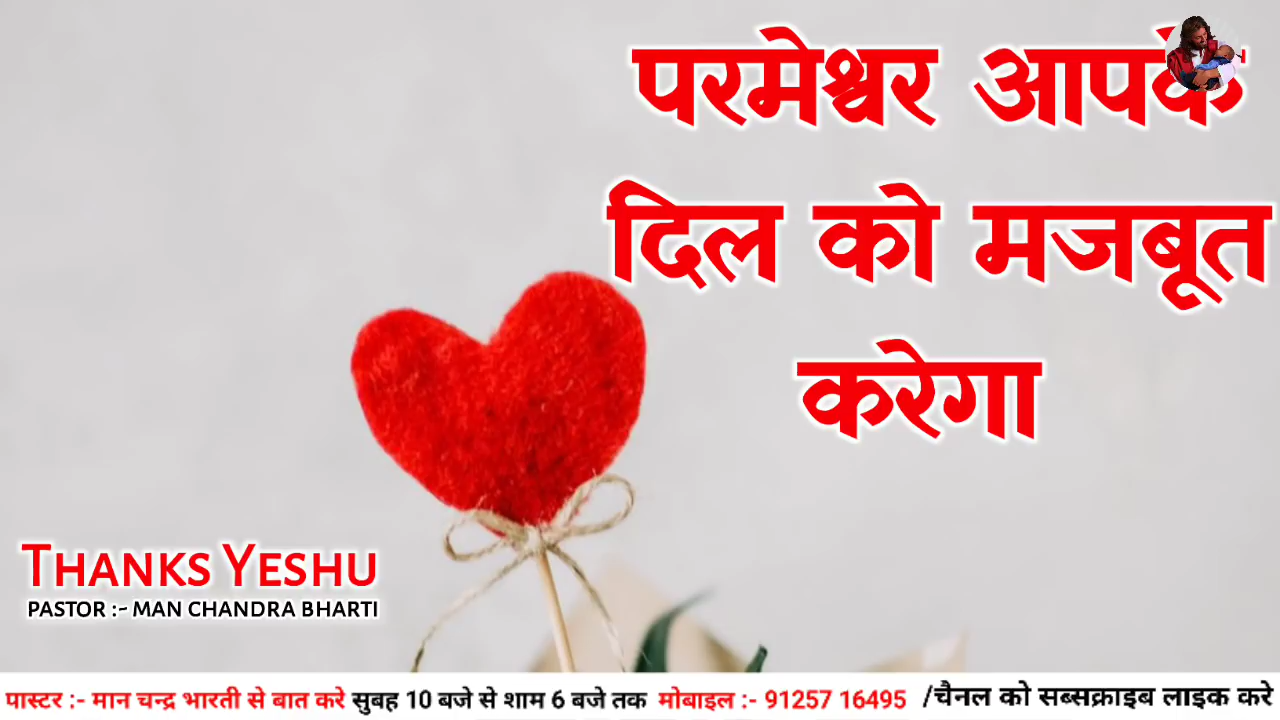 परमेश्वर आपके
दिल को मजबूत
करेगा
THANKS YESHU
PASTOR :- MAN CHANDRA BHARTI
पास्टर :- मान चन्द्र भारती से बात करे सुबह 10 बजे से शाम 6 बजे तक मोबाइल :- 91257 16495 /चैनल को सब्सक्राइब लाइक करे